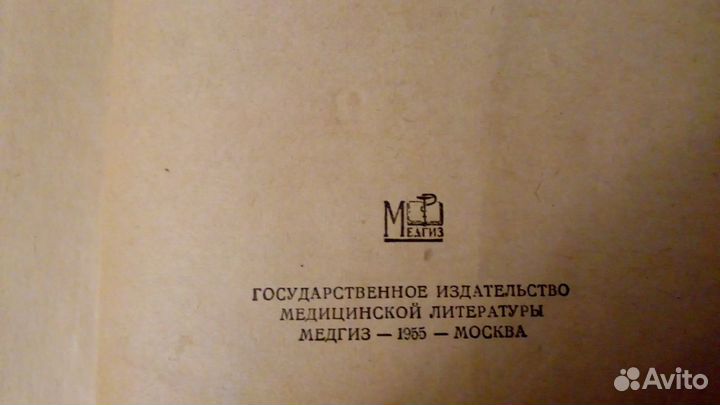 МЕДГИЗ
ГОСУДАРСТВЕННОЕ ИЗДАТЕЛЬСТВО
МЕДИЦИНСКОЙ ЛИТЕРАТУРЫ
МЕДГИЗ — 1955 — МОСКВА
Avito